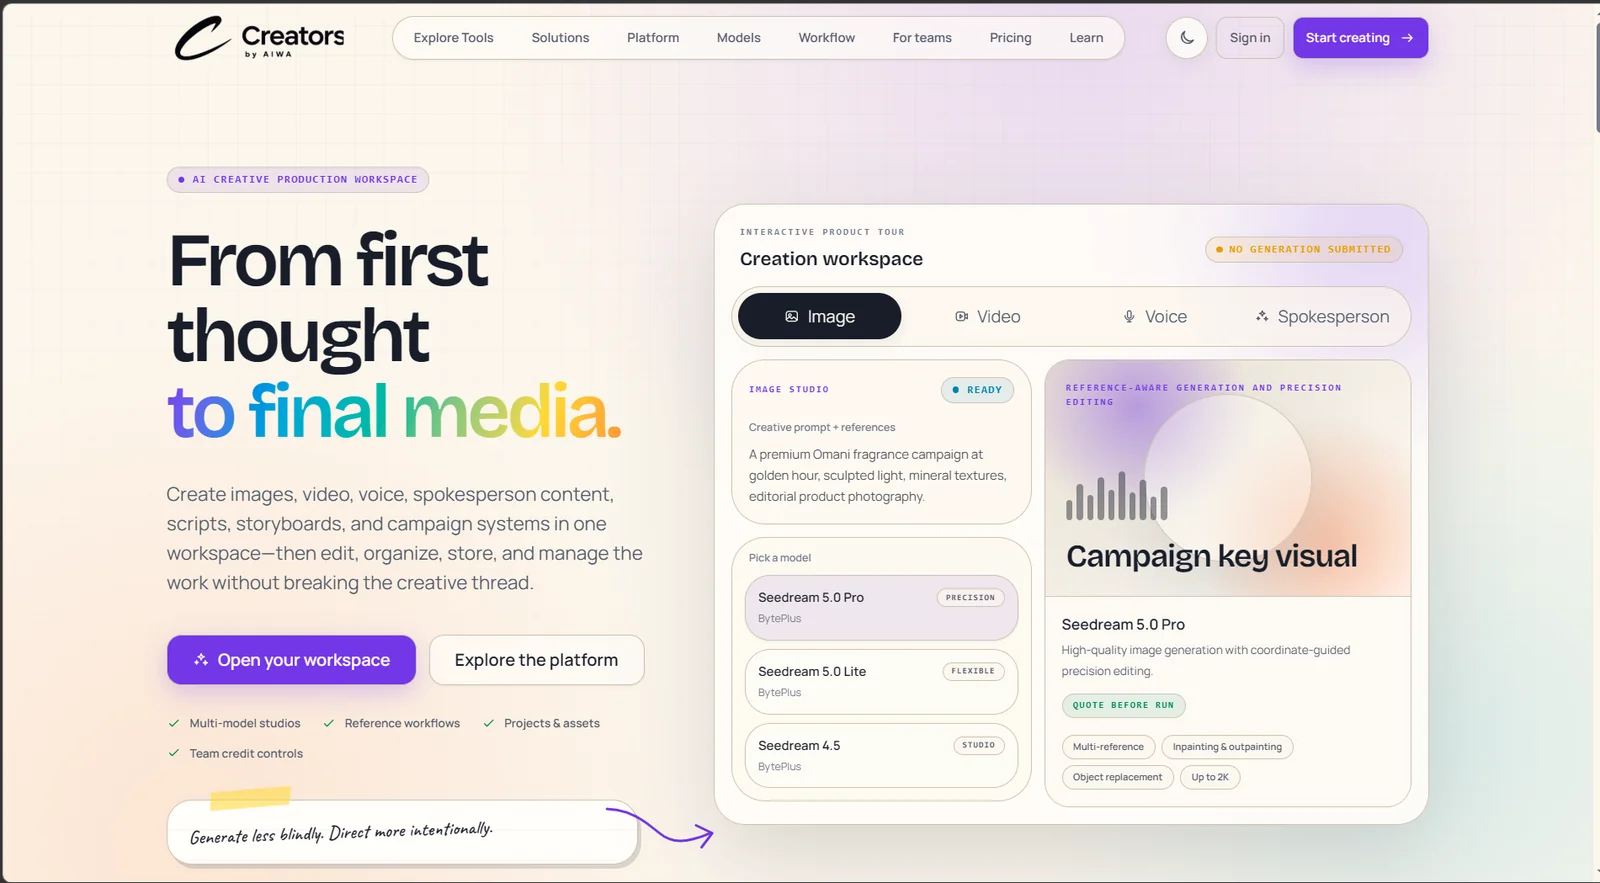 Creators
by AIWA
Explore Tools
Solutions
Platform
Models
Workflow
For teams
Pricing
Learn
Sign in
Start creating
AI CREATIVE PRODUCTION WORKSPACE
From first
thought
to final media.
Create images, video, voice, spokesperson content,
scripts, storyboards, and campaign systems in one
workspace—then edit, organize, store, and manage the
work without breaking the creative thread.
Open your workspace
Explore the platform
Multi-model studios
Reference workflows
Projects & assets
Team credit controls
Generate less blindly. Direct more intentionally.
INTERACTIVE PRODUCT TOUR
Creation workspace
NO GENERATION SUBMITTED
Image
Video
Voice
Spokesperson
IMAGE STUDIO
READY
Creative prompt + references
A premium Omani fragrance campaign at
golden hour, sculpted light, mineral textures,
editorial product photography.
Pick a model
Seedream 5.0 Pro
PRECISION
BytePlus
Seedream 5.0 Lite
FLEXIBLE
BytePlus
Seedream 4.5
STUDIO
BytePlus
REFERENCE-AWARE GENERATION AND PRECISION
EDITING
Campaign key visual
Seedream 5.0 Pro
High-quality image generation with coordinate-guided
precision editing.
QUOTE BEFORE RUN
Multi-reference
Inpainting & outpainting
Object replacement
Up to 2K